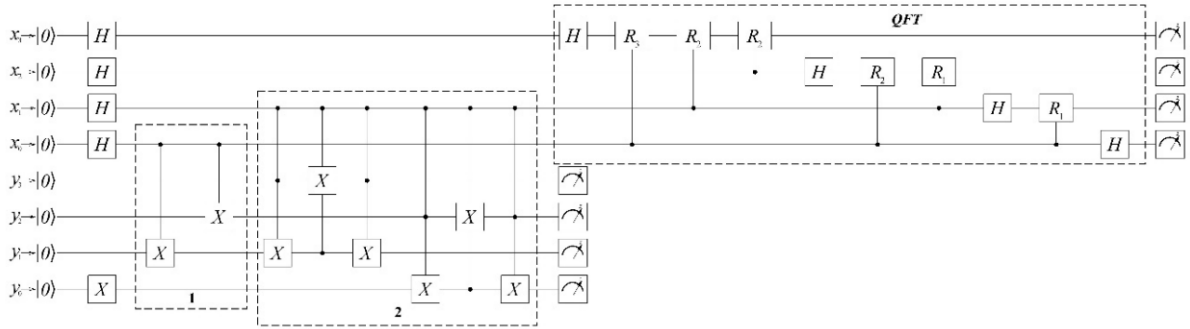 QFT
x₃→|0⟩ H H R₃ R₂ R₂
x₂→|0⟩ H H R₂ R₁
x₁→|0⟩ H H R₁
x₀→|0⟩ H H
y₃→|0⟩ X
y₂→|0⟩ X X
y₁→|0⟩ X X X
y₀→|0⟩ X X X
1
2